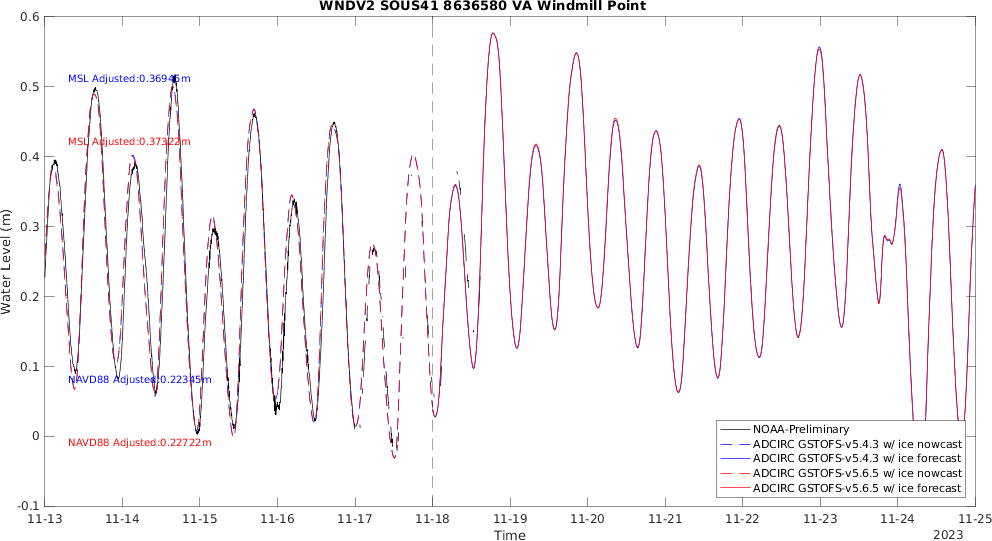 WNDV2 SOUS41 8636580 VA Windmill Point
0.6
0.5
0.4
0.3
0.2
0.1
0
-0.1
Water Level (m)
MSL Adjusted:0.36945m
MSL Adjusted:0.37322m
NAVD88 Adjusted:0.22345m
NAVD88 Adjusted:0.22722m
NOAA-Preliminary
ADCIRC GSTOFS-v5.4.3 w/ ice nowcast
ADCIRC GSTOFS-v5.4.3 w/ ice forecast
ADCIRC GSTOFS-v5.6.5 w/ ice nowcast
ADCIRC GSTOFS-v5.6.5 w/ ice forecast
11-13 11-14 11-15 11-16 11-17 11-18 11-19 11-20 11-21 11-22 11-23 11-24 11-25
Time
2023